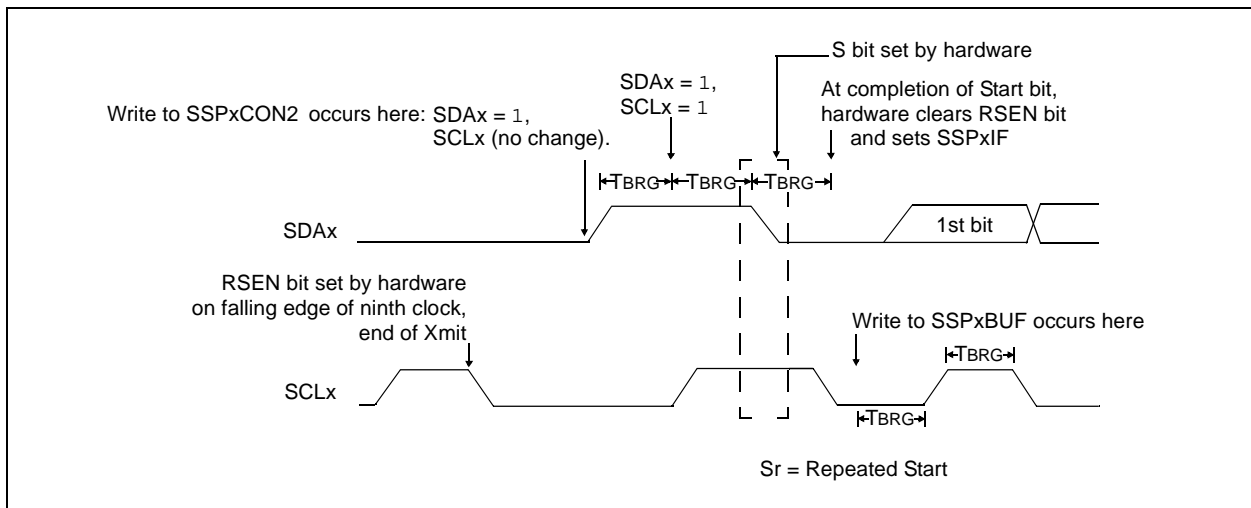 S bit set by hardware
SDAx = 1,
SCLx = 1
At completion of Start bit,
hardware clears RSEN bit
and sets SSPxIF
Write to SSPxCON2 occurs here: SDAx = 1,
SCLx (no change).
TBRG TBRG TBRG
SDAx
1st bit
RSEN bit set by hardware
on falling edge of ninth clock,
end of Xmit
Write to SSPxBUF occurs here
TBRG
SCLx
TBRG
Sr = Repeated Start